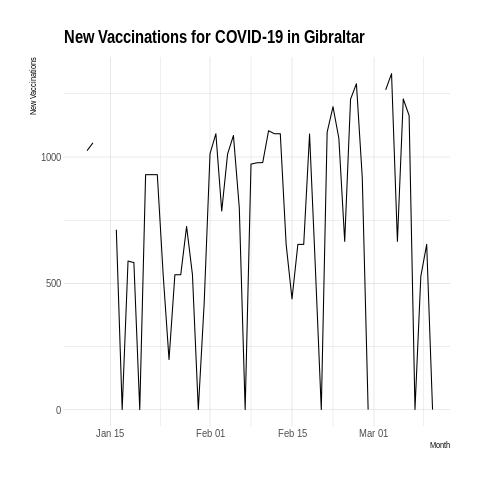 New Vaccinations for COVID-19 in Gibraltar
New Vaccinations
1000
500
0
Jan 15
Feb 01
Feb 15
Mar 01
Month